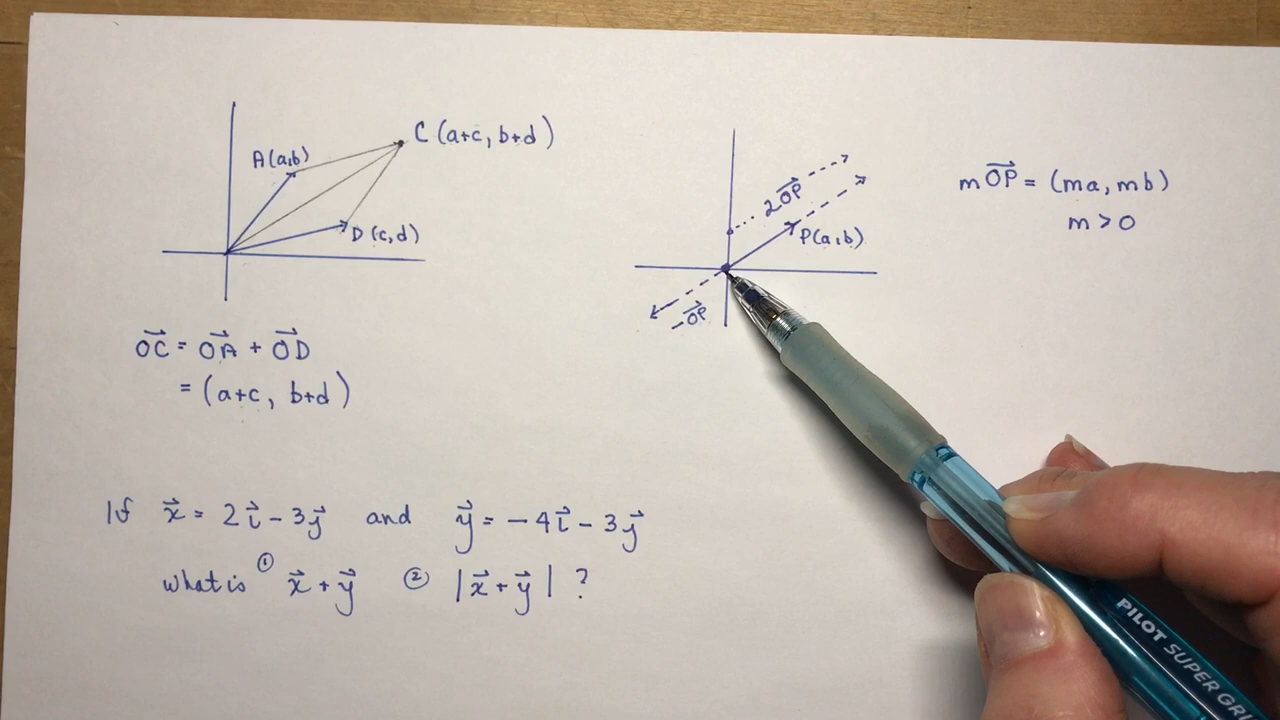 A(a,b)
C (a+c, b+d)
D (c,d)
2OP⃗
P(a,b)
-OP⃗
mOP⃗ = (ma, mb)
m > 0
OC⃗ = OA⃗ + OD⃗
= (a+c, b+d)
If x⃗ = 2i⃗ - 3j⃗ and y⃗ = -4i⃗ - 3j⃗
what is ① x⃗ + y⃗ ② |x⃗ + y⃗| ?
PILOT SUPER GRI